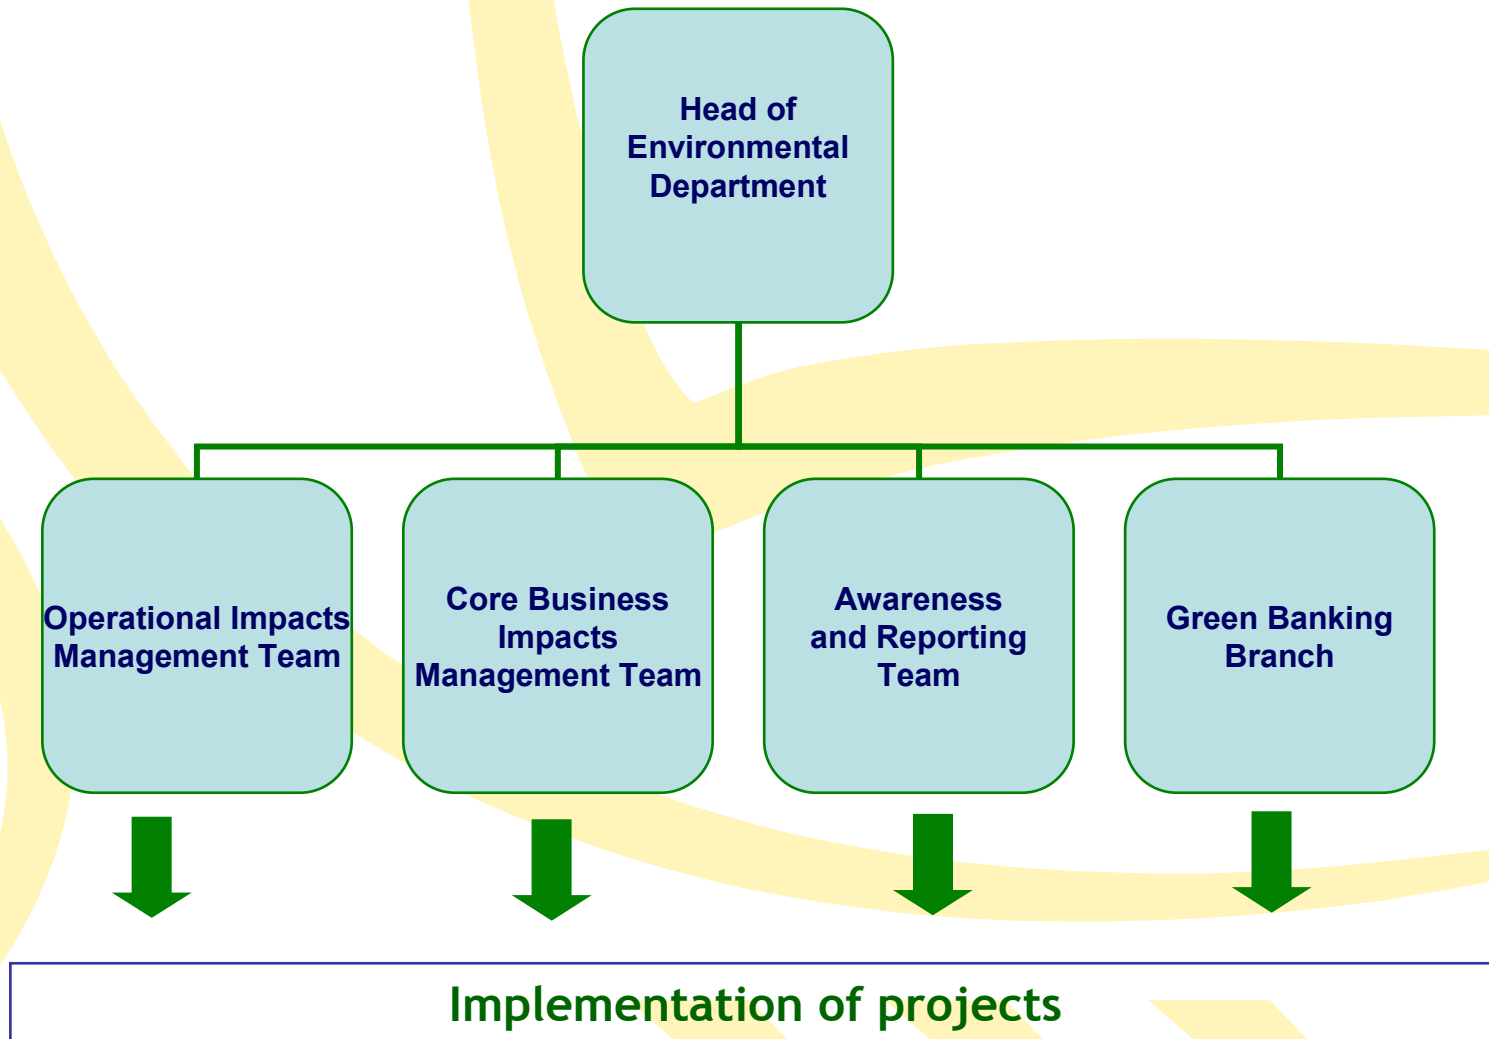 Head of
Environmental
Department
Operational Impacts
Management Team
Core Business
Impacts
Management Team
Awareness
and Reporting
Team
Green Banking
Branch
Implementation of projects